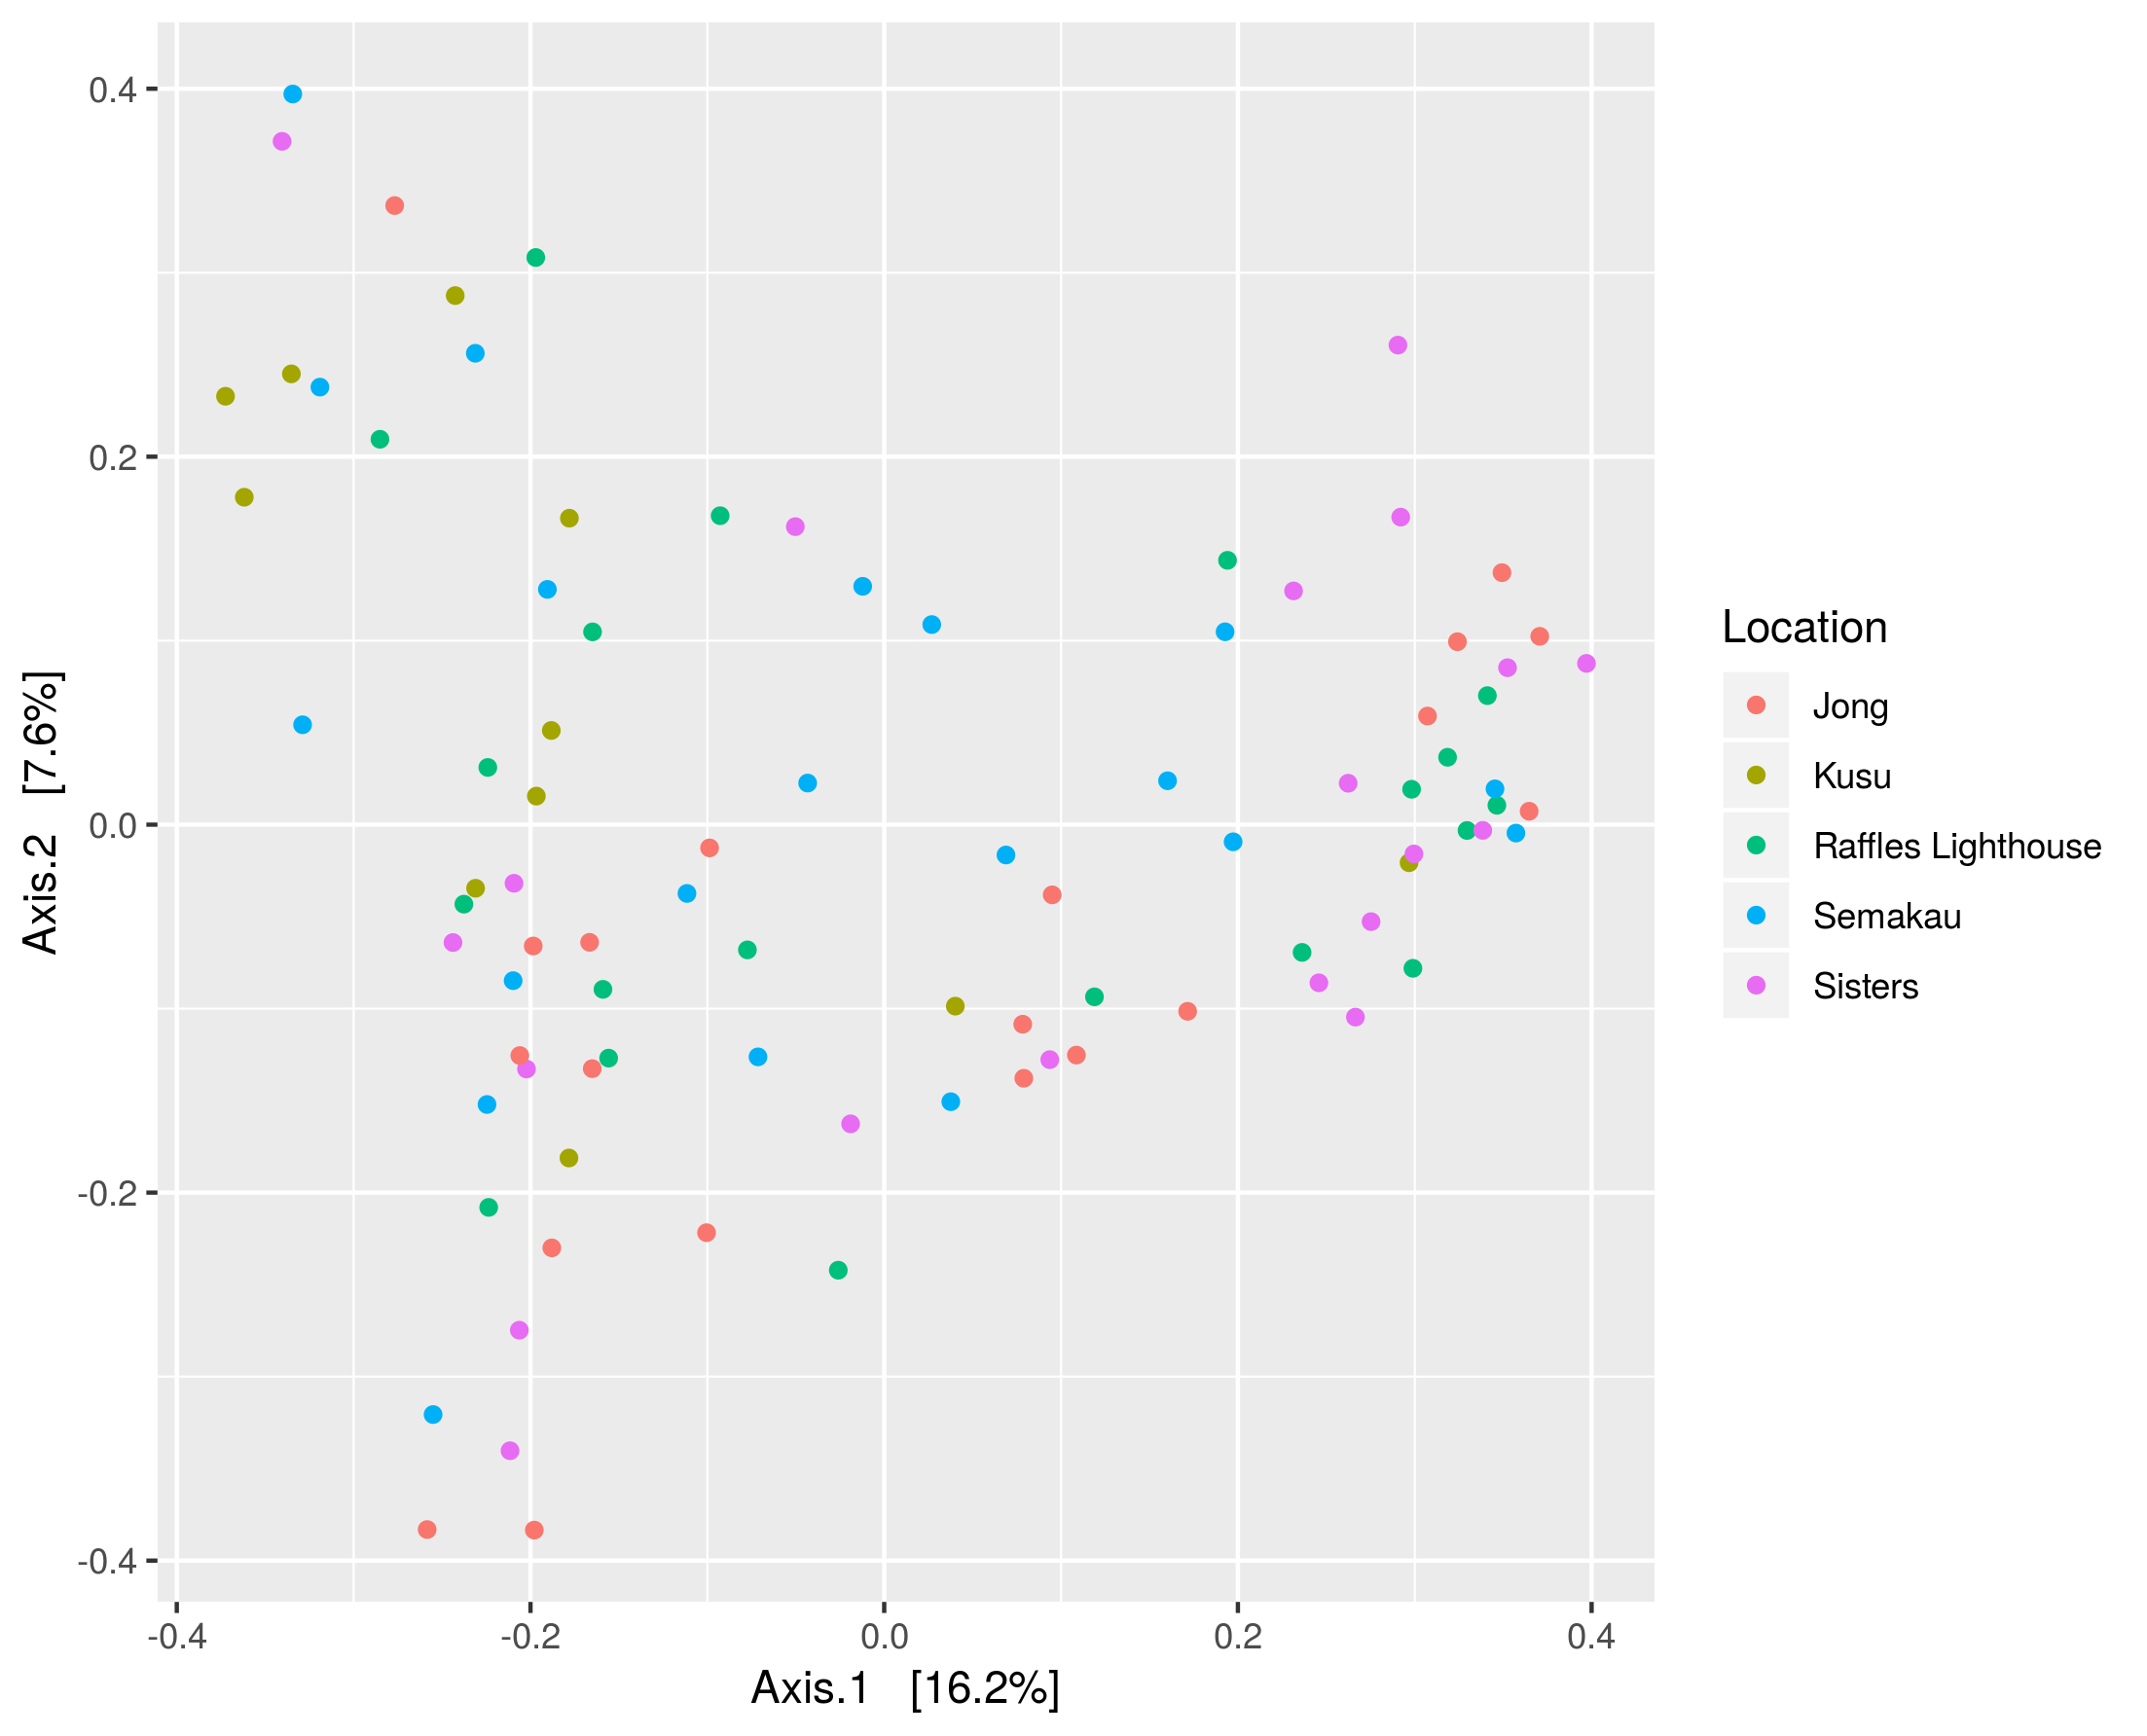 0.4
0.2
0.0
-0.2
-0.4
Axis.2 [7.6%]
-0.4 -0.2 0.0 0.2 0.4
Axis.1 [16.2%]
Location
Jong
Kusu
Raffles Lighthouse
Semakau
Sisters